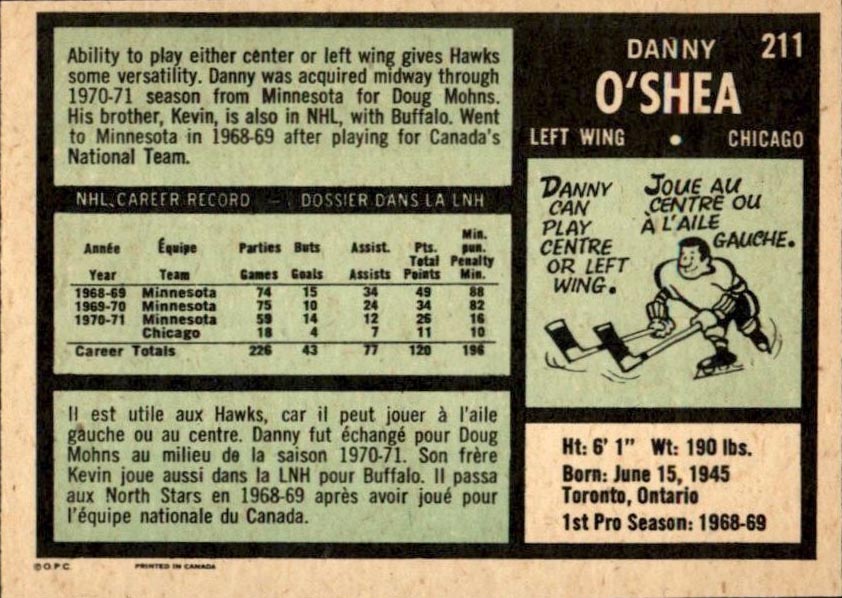 Ability to play either center or left wing gives Hawks
some versatility. Danny was acquired midway through
1970-71 season from Minnesota for Doug Mohns.
His brother, Kevin, is also in NHL, with Buffalo. Went
to Minnesota in 1968-69 after playing for Canada's
National Team.
NHL CAREER RECORD — DOSSIER DANS LA LNH
Année Équipe Parties Buts Assist. Pts. Total Min. pun.
Year Team Games Goals Assists Points Penalty Min.
1968-69 Minnesota 74 15 34 49 88
1969-70 Minnesota 75 10 24 34 82
1970-71 Minnesota 59 14 12 26 16
Chicago 18 4 7 11 10
Career Totals 226 43 77 120 196
Il est utile aux Hawks, car il peut jouer à l'aile
gauche ou au centre. Danny fut échangé pour Doug
Mohns au milieu de la saison 1970-71. Son frère
Kevin joue aussi dans la LNH pour Buffalo. Il passa
aux North Stars en 1968-69 après avoir joué pour
l'équipe nationale du Canada.
DANNY 211
O'SHEA
LEFT WING • CHICAGO
DANNY
CAN
PLAY
CENTRE
OR LEFT
WING.
JOUE AU
CENTRE OU
À L'AILE
GAUCHE.
Ht: 6' 1" Wt: 190 lbs.
Born: June 15, 1945
Toronto, Ontario
1st Pro Season: 1968-69
© O.P.C. PRINTED IN CANADA